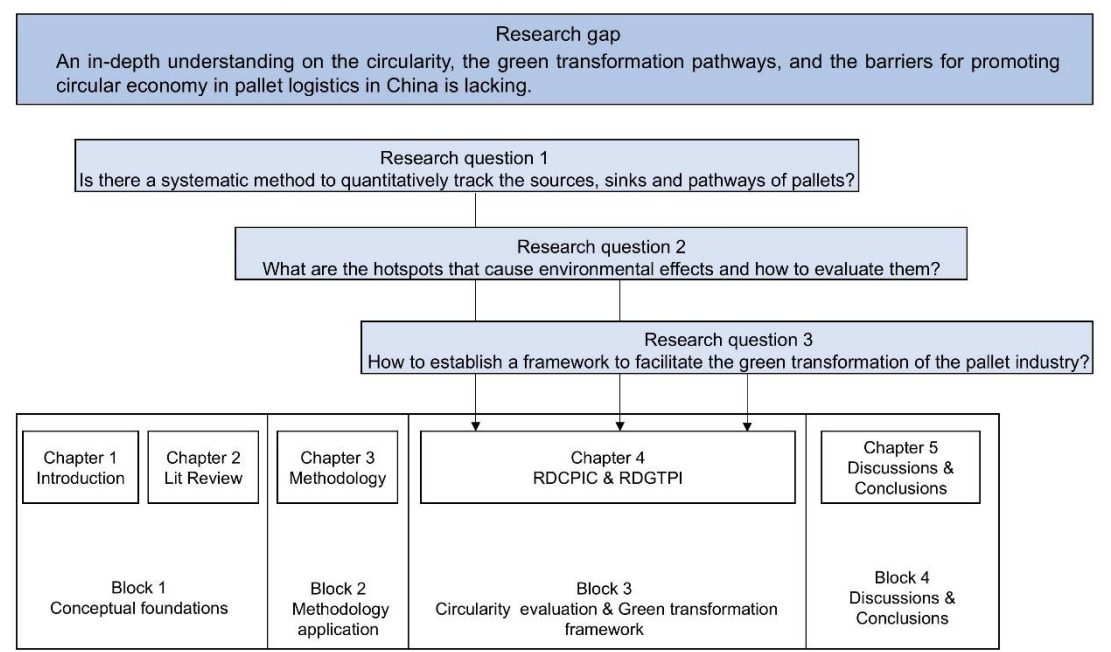 Research gap
An in-depth understanding on the circularity, the green transformation pathways, and the barriers for promoting
circular economy in pallet logistics in China is lacking.
Research question 1
Is there a systematic method to quantitatively track the sources, sinks and pathways of pallets?
Research question 2
What are the hotspots that cause environmental effects and how to evaluate them?
Research question 3
How to establish a framework to facilitate the green transformation of the pallet industry?
Chapter 1
Introduction
Chapter 2
Lit Review
Chapter 3
Methodology
Chapter 4
RDCPIC & RDGTPI
Chapter 5
Discussions &
Conclusions
Block 1
Conceptual foundations
Block 2
Methodology
application
Block 3
Circularity evaluation & Green transformation
framework
Block 4
Discussions &
Conclusions